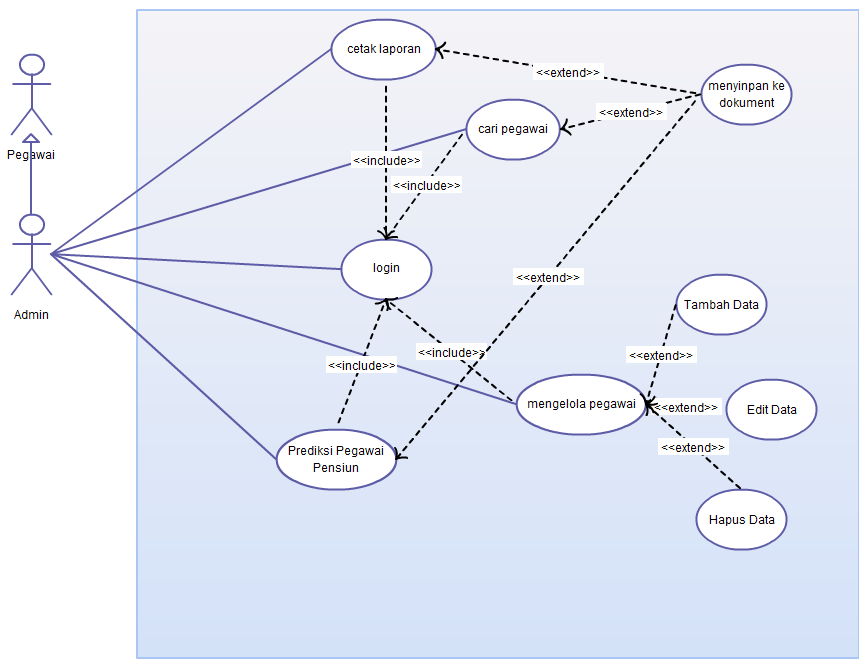 cetak laporan
<<extend>>
menyinpan ke
dokument
<<extend>>
cari pegawai
Pegawai
<<include>>
<<include>>
login
<<extend>>
Tambah Data
Admin
<<include>>
<<extend>>
<<include>>
mengelola pegawai
<<extend>>
Edit Data
<<extend>>
Prediksi Pegawai
Pensiun
Hapus Data